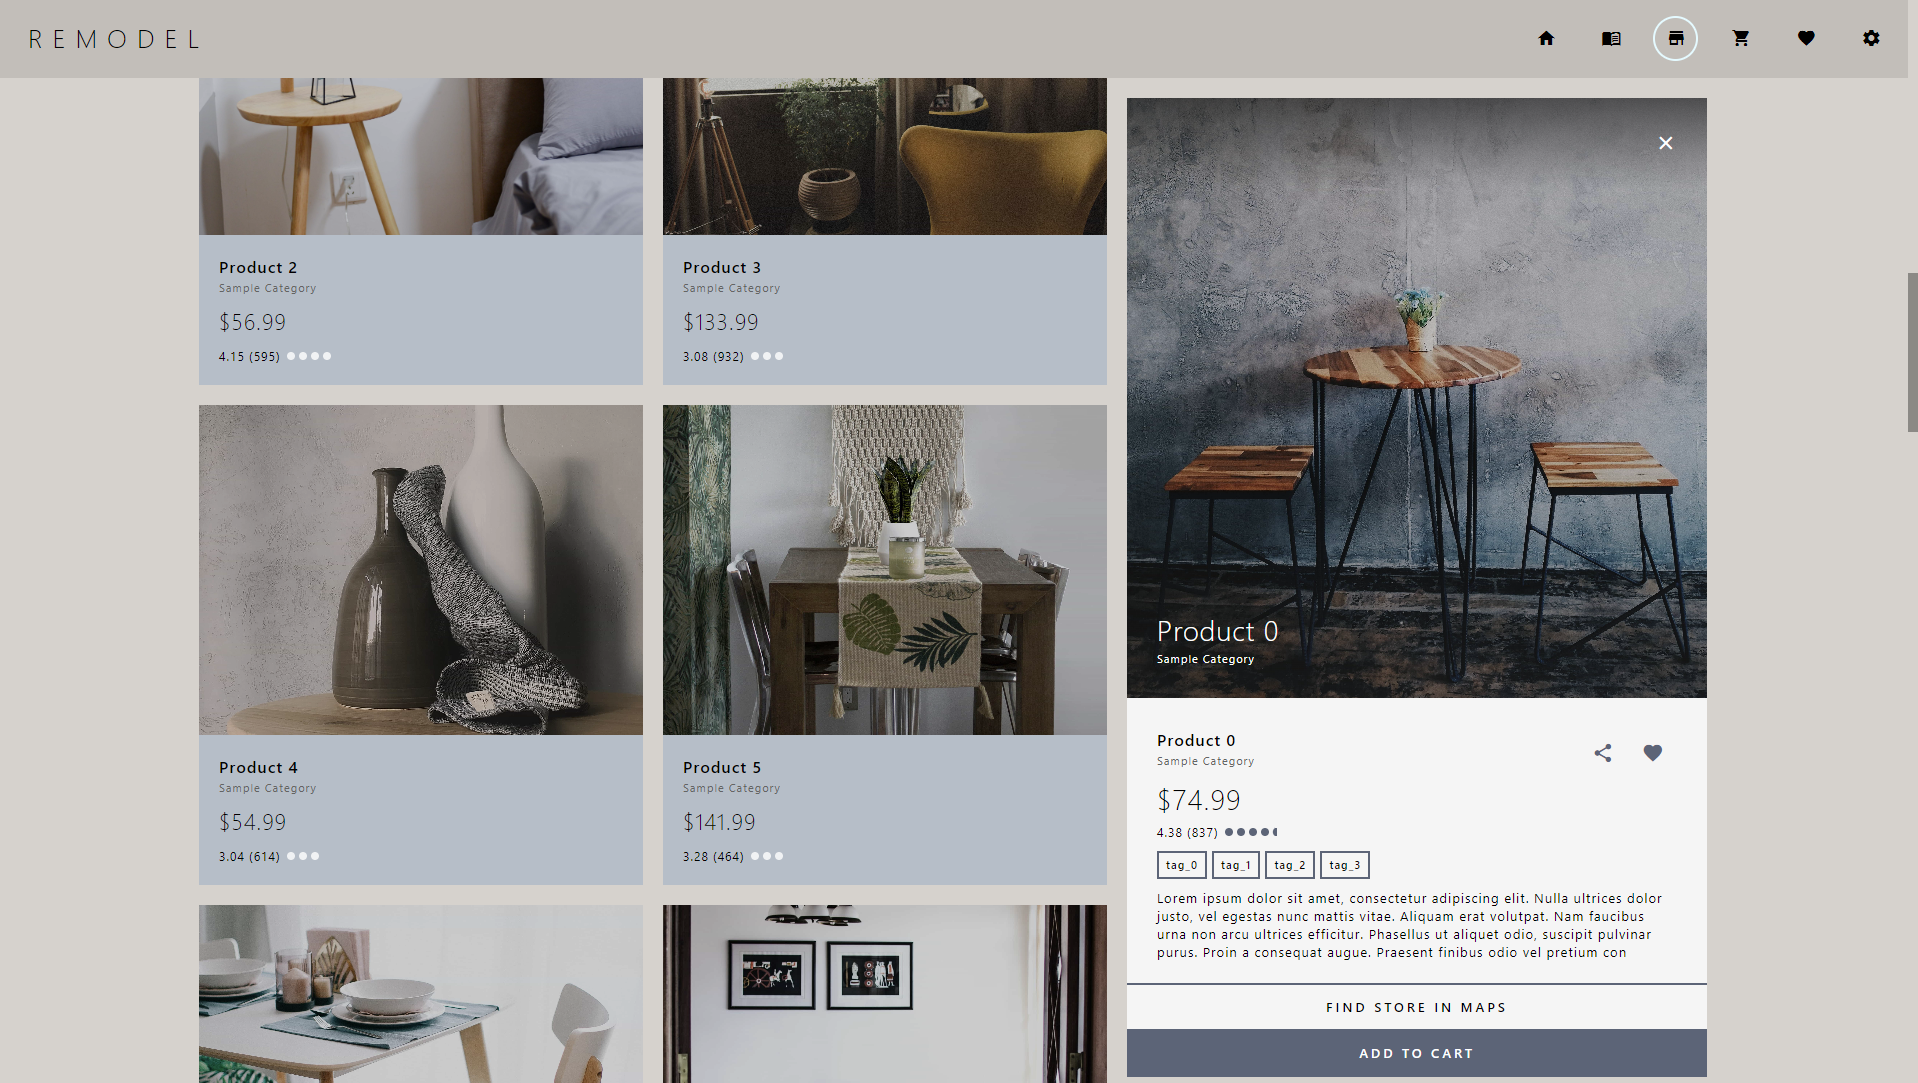 REMODEL
Product 2
Sample Category
$56.99
4.15 (595)
Product 3
Sample Category
$133.99
3.08 (932)
Product 4
Sample Category
$54.99
3.04 (614)
Product 5
Sample Category
$141.99
3.28 (464)
Product 0
Sample Category
Product 0
Sample Category
$74.99
4.38 (837)
tag_0 tag_1 tag_2 tag_3
Lorem ipsum dolor sit amet, consectetur adipiscing elit. Nulla ultrices dolor
justo, vel egestas nunc mattis vitae. Aliquam erat volutpat. Nam faucibus
urna non arcu ultrices efficitur. Phasellus ut aliquet odio, suscipit pulvinar
purus. Proin a consequat augue. Praesent finibus odio vel pretium con
FIND STORE IN MAPS
ADD TO CART